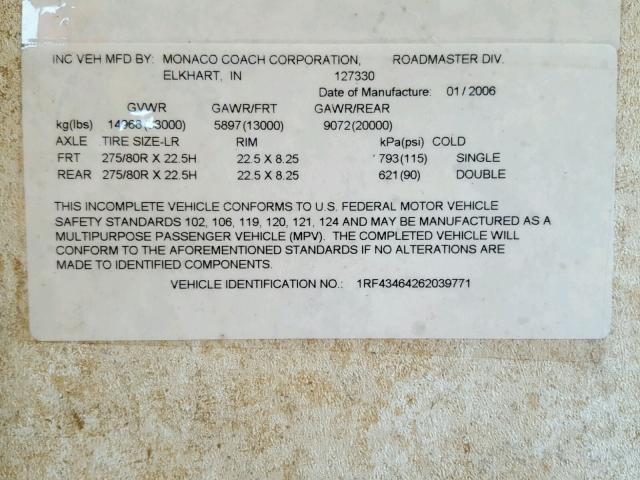 INC VEH MFD BY: MONACO COACH CORPORATION, ROADMASTER DIV.
ELKHART, IN 127330
Date of Manufacture: 01 / 2006
GVWR GAWR/FRT GAWR/REAR
kg(lbs) 5897(13000) 9072(20000)
AXLE TIRE SIZE-LR RIM kPa(psi) COLD
FRT 275/80R X 22.5H 22.5 X 8.25 793(115) SINGLE
REAR 275/80R X 22.5H 22.5 X 8.25 621(90) DOUBLE
THIS INCOMPLETE VEHICLE CONFORMS TO U.S. FEDERAL MOTOR VEHICLE
SAFETY STANDARDS 102, 106, 119, 120, 121, 124 AND MAY BE MANUFACTURED AS A
MULTIPURPOSE PASSENGER VEHICLE (MPV). THE COMPLETED VEHICLE WILL
CONFORM TO THE AFOREMENTIONED STANDARDS IF NO ALTERATIONS ARE
MADE TO IDENTIFIED COMPONENTS.
VEHICLE IDENTIFICATION NO.: 1RF43464262039771